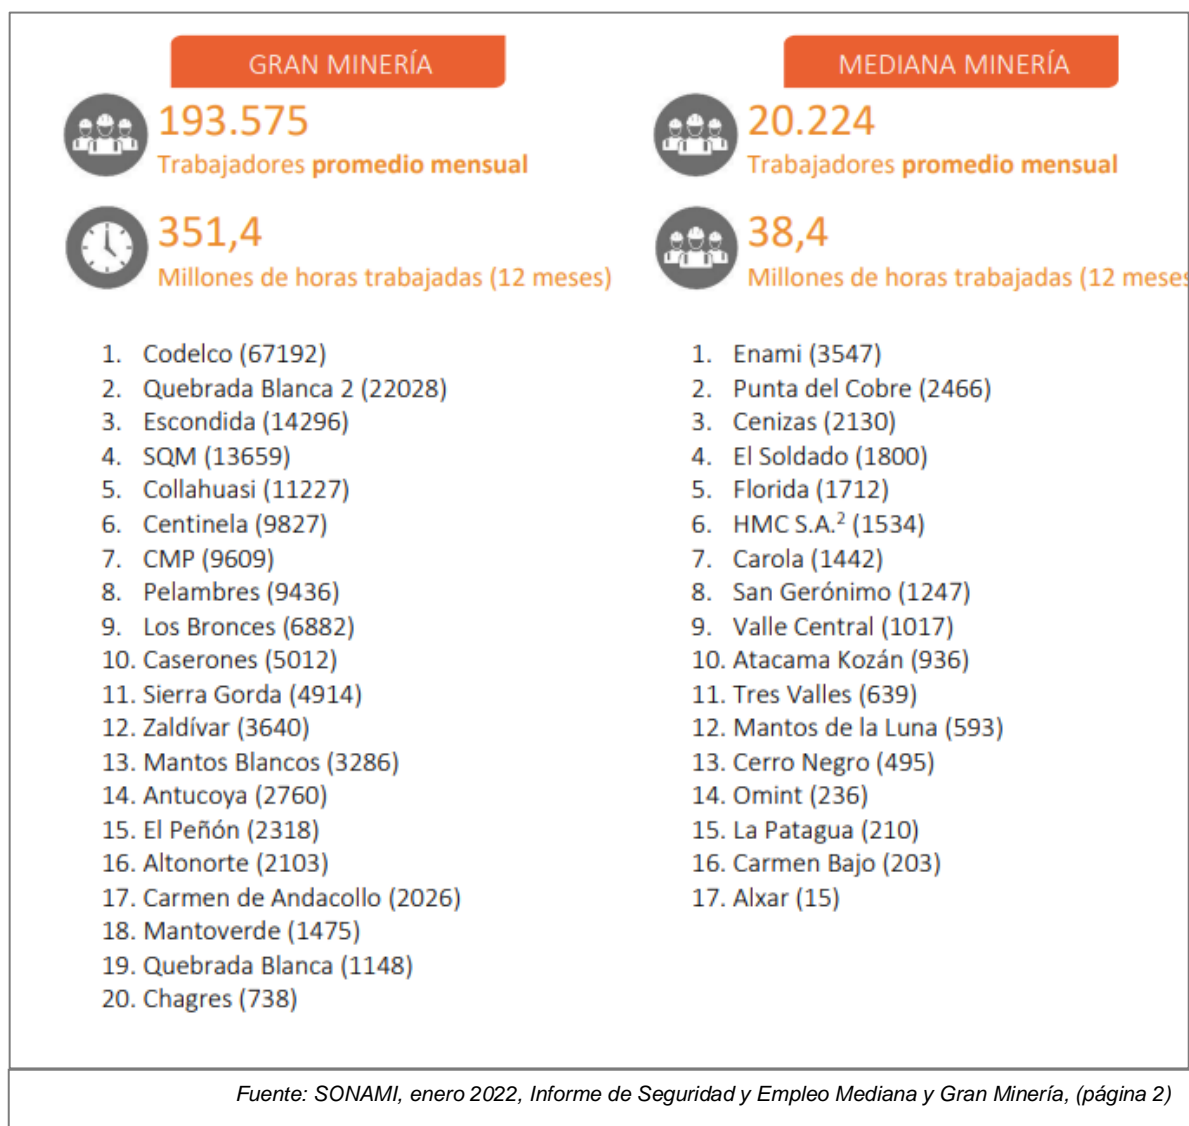 GRAN MINERÍA
193.575
Trabajadores promedio mensual
351,4
Millones de horas trabajadas (12 meses)
1. Codelco (67192)
2. Quebrada Blanca 2 (22028)
3. Escondida (14296)
4. SQM (13659)
5. Collahuasi (11227)
6. Centinela (9827)
7. CMP (9609)
8. Pelambres (9436)
9. Los Bronces (6882)
10. Caserones (5012)
11. Sierra Gorda (4914)
12. Zaldívar (3640)
13. Mantos Blancos (3286)
14. Antucoya (2760)
15. El Peñón (2318)
16. Altonorte (2103)
17. Carmen de Andacollo (2026)
18. Mantoverde (1475)
19. Quebrada Blanca (1148)
20. Chagres (738)
MEDIANA MINERÍA
20.224
Trabajadores promedio mensual
38,4
Millones de horas trabajadas (12 meses
1. Enami (3547)
2. Punta del Cobre (2466)
3. Cenizas (2130)
4. El Soldado (1800)
5. Florida (1712)
6. HMC S.A.² (1534)
7. Carola (1442)
8. San Gerónimo (1247)
9. Valle Central (1017)
10. Atacama Kozán (936)
11. Tres Valles (639)
12. Mantos de la Luna (593)
13. Cerro Negro (495)
14. Omint (236)
15. La Patagua (210)
16. Carmen Bajo (203)
17. Alxar (15)
Fuente: SONAMI, enero 2022, Informe de Seguridad y Empleo Mediana y Gran Minería, (página 2)